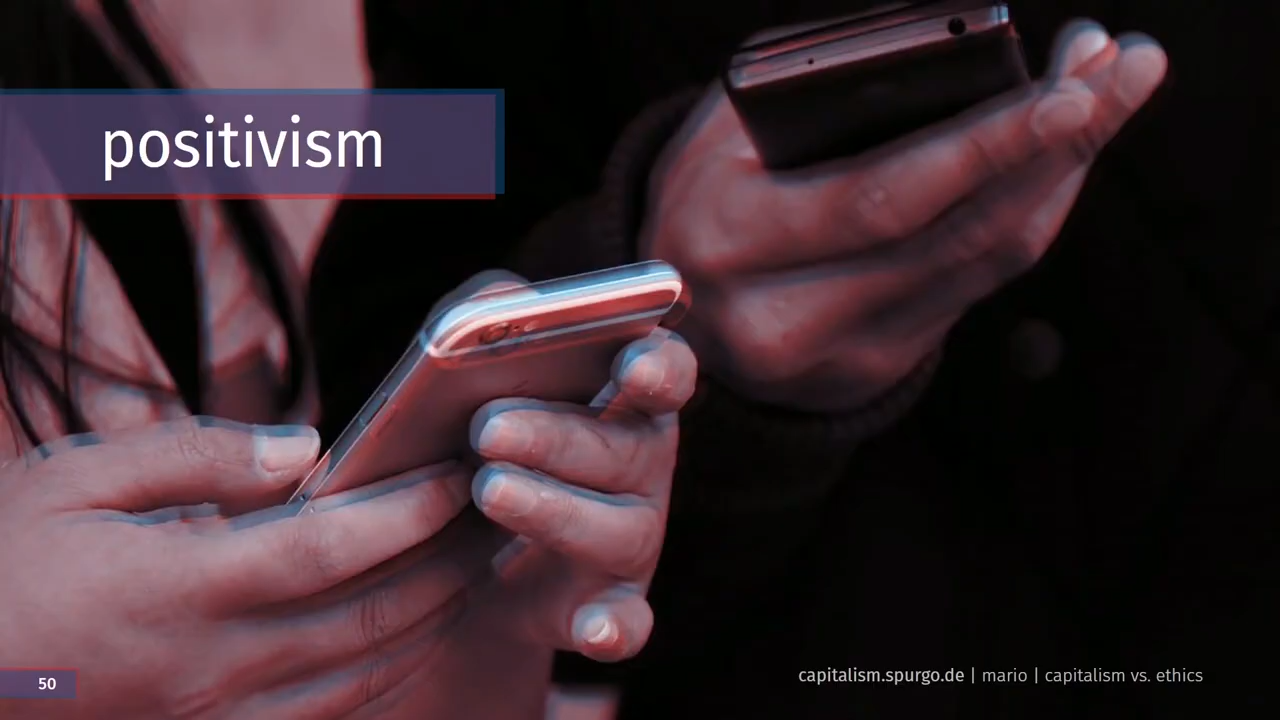 positivism
50
capitalism.spurgo.de | mario | capitalism vs. ethics